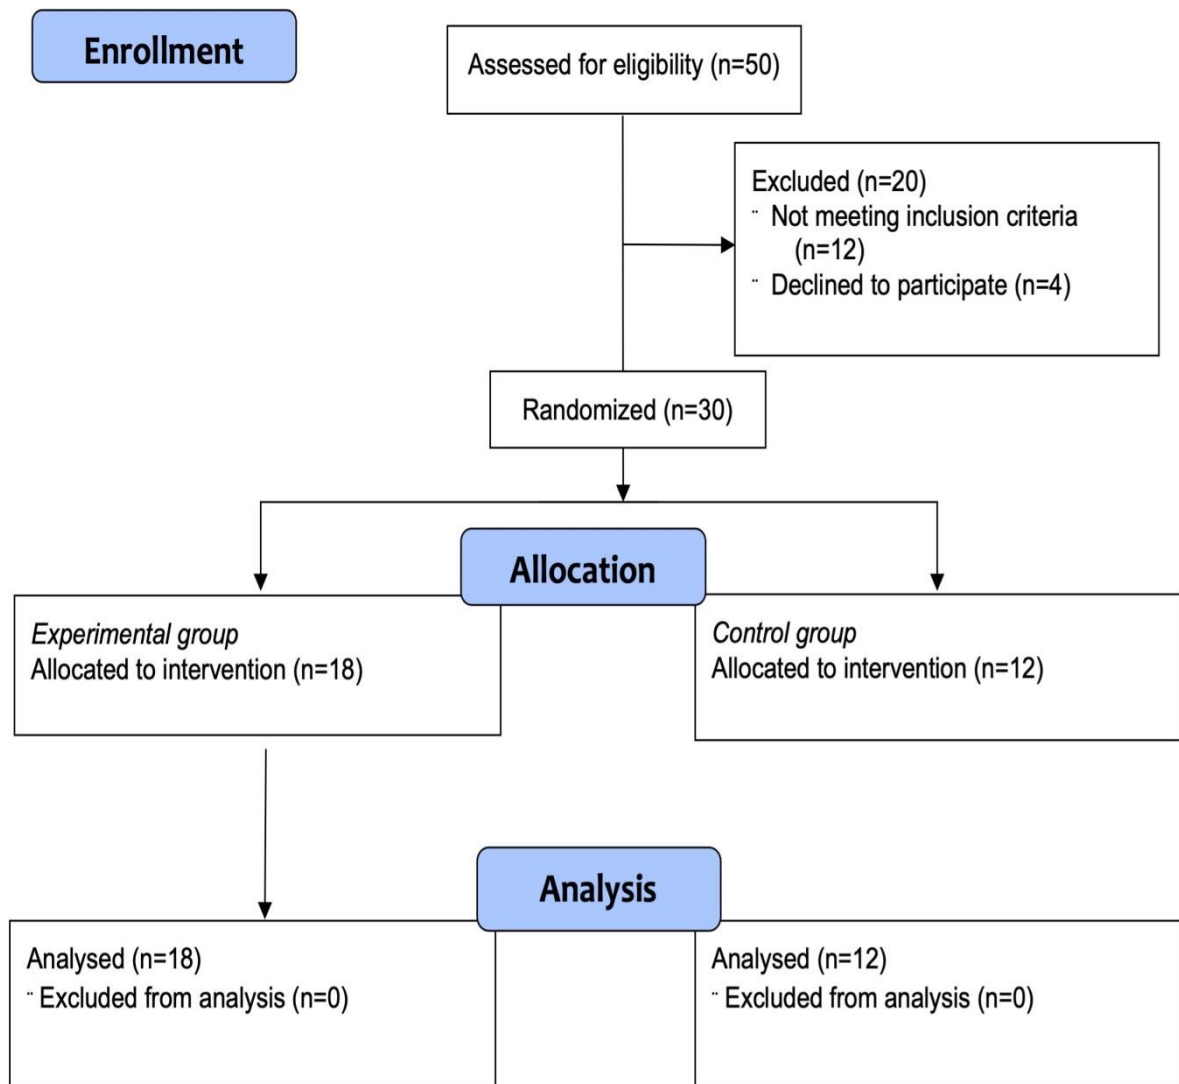 Enrollment
Assessed for eligibility (n=50)
Excluded (n=20)
¨ Not meeting inclusion criteria
(n=12)
¨ Declined to participate (n=4)
Randomized (n=30)
Allocation
Experimental group
Allocated to intervention (n=18)
Control group
Allocated to intervention (n=12)
Analysis
Analysed (n=18)
¨ Excluded from analysis (n=0)
Analysed (n=12)
¨ Excluded from analysis (n=0)